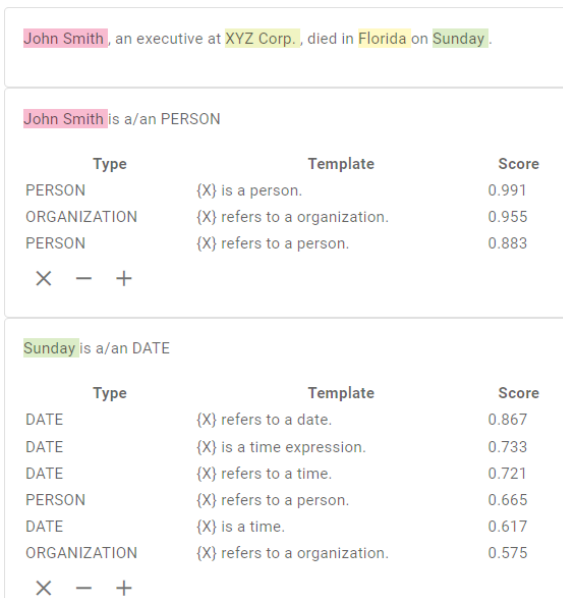 John Smith , an executive at XYZ Corp. , died in Florida on Sunday .
John Smith is a/an PERSON
Type Template Score
PERSON {X} is a person. 0.991
ORGANIZATION {X} refers to a organization. 0.955
PERSON {X} refers to a person. 0.883
× − +
Sunday is a/an DATE
Type Template Score
DATE {X} refers to a date. 0.867
DATE {X} is a time expression. 0.733
DATE {X} refers to a time. 0.721
PERSON {X} refers to a person. 0.665
DATE {X} is a time. 0.617
ORGANIZATION {X} refers to a organization. 0.575
× − +